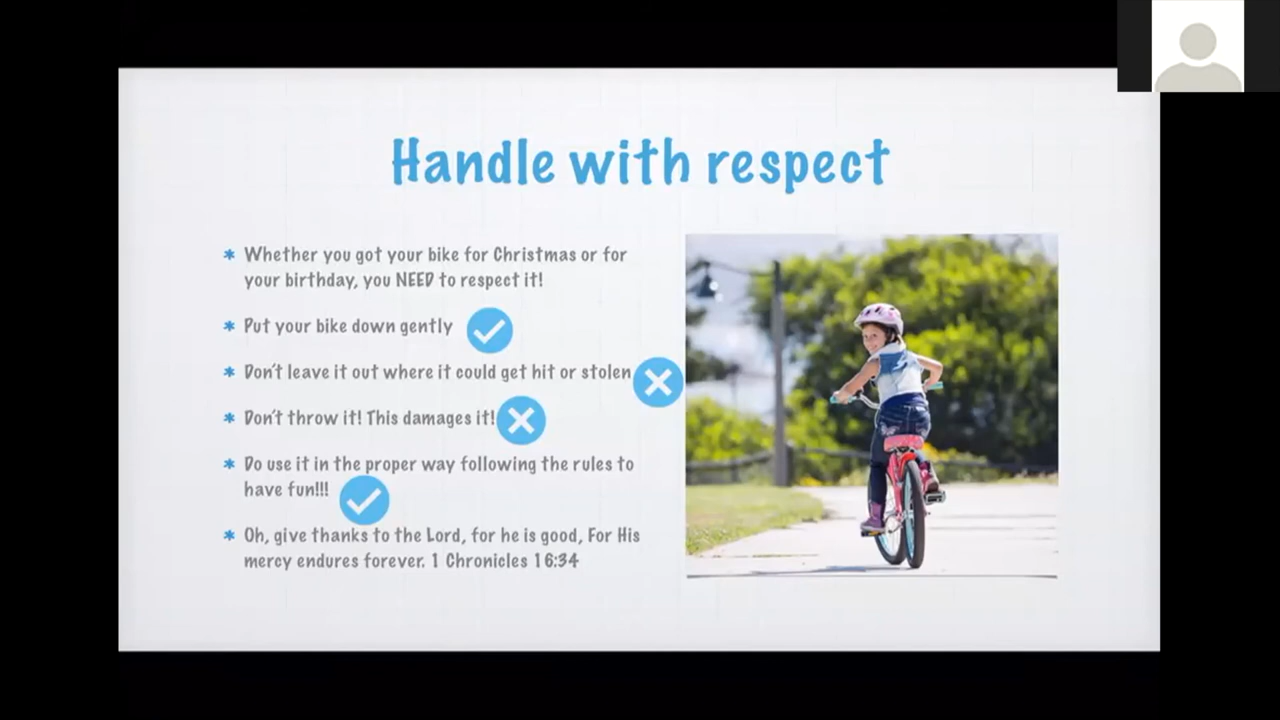 Handle with respect
* Whether you got your bike for Christmas or for
your birthday, you NEED to respect it!
* Put your bike down gently
* Don't leave it out where it could get hit or stolen
* Don't throw it! This damages it!
* Do use it in the proper way following the rules to
have fun!!!
* Oh, give thanks to the Lord, for he is good, For His
mercy endures forever. 1 Chronicles 16:34